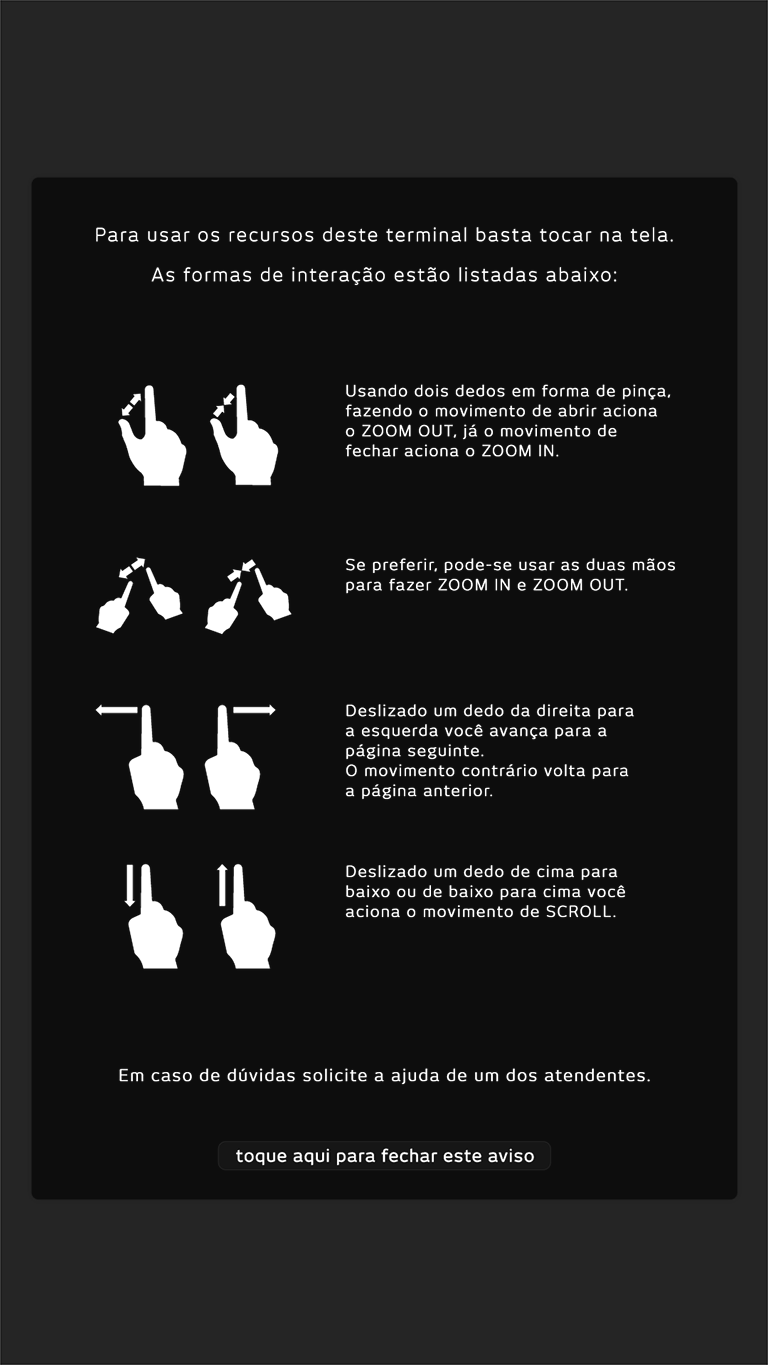 Para usar os recursos deste terminal basta tocar na tela.
As formas de interação estão listadas abaixo:
Usando dois dedos em forma de pinça,
fazendo o movimento de abrir aciona
o ZOOM OUT, já o movimento de
fechar aciona o ZOOM IN.
Se preferir, pode-se usar as duas mãos
para fazer ZOOM IN e ZOOM OUT.
Deslizado um dedo da direita para
a esquerda você avança para a
página seguinte.
O movimento contrário volta para
a página anterior.
Deslizado um dedo de cima para
baixo ou de baixo para cima você
aciona o movimento de SCROLL.
Em caso de dúvidas solicite a ajuda de um dos atendentes.
toque aqui para fechar este aviso